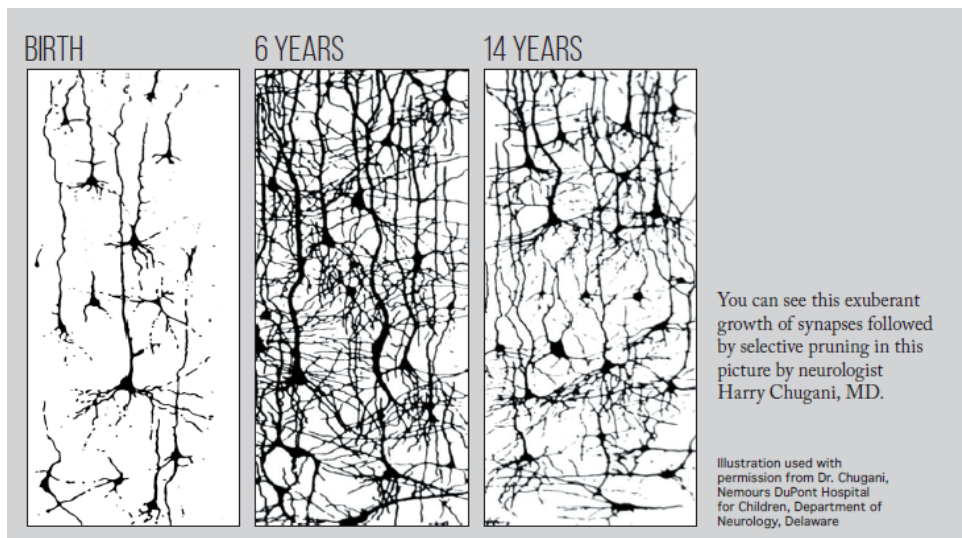 BIRTH
6 YEARS
14 YEARS
You can see this exuberant
growth of synapses followed
by selective pruning in this
picture by neurologist
Harry Chugani, MD.
Illustration used with
permission from Dr. Chugani,
Nemours DuPont Hospital
for Children, Department of
Neurology, Delaware